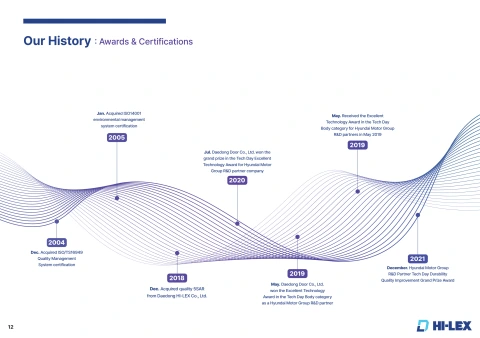 Our History : Awards & Certifications
Jan. Acquired ISO14001
environmental management
system certification
2005
Jul. Daedong Door Co., Ltd. won the
grand prize in the Tech Day Excellent
Technology Award for Hyundai Motor
Group R&D partner company
2020
May. Received the Excellent
Technology Award in the Tech Day
Body category for Hyundai Motor Group
R&D partners in May 2019
2019
2004
Dec. Acquired ISO/TS16949
Quality Management
System certification
2018
Dec. Acquired quality 5SAR
from Daedong HI-LEX Co., Ltd.
2019
May. Daedong Door Co., Ltd.
won the Excellent Technology
Award in the Tech Day Body category
as a Hyundai Motor Group R&D partner
2021
December. Hyundai Motor Group
R&D Partner Tech Day Durability
Quality Improvement Grand Prize Award
12
HI-LEX